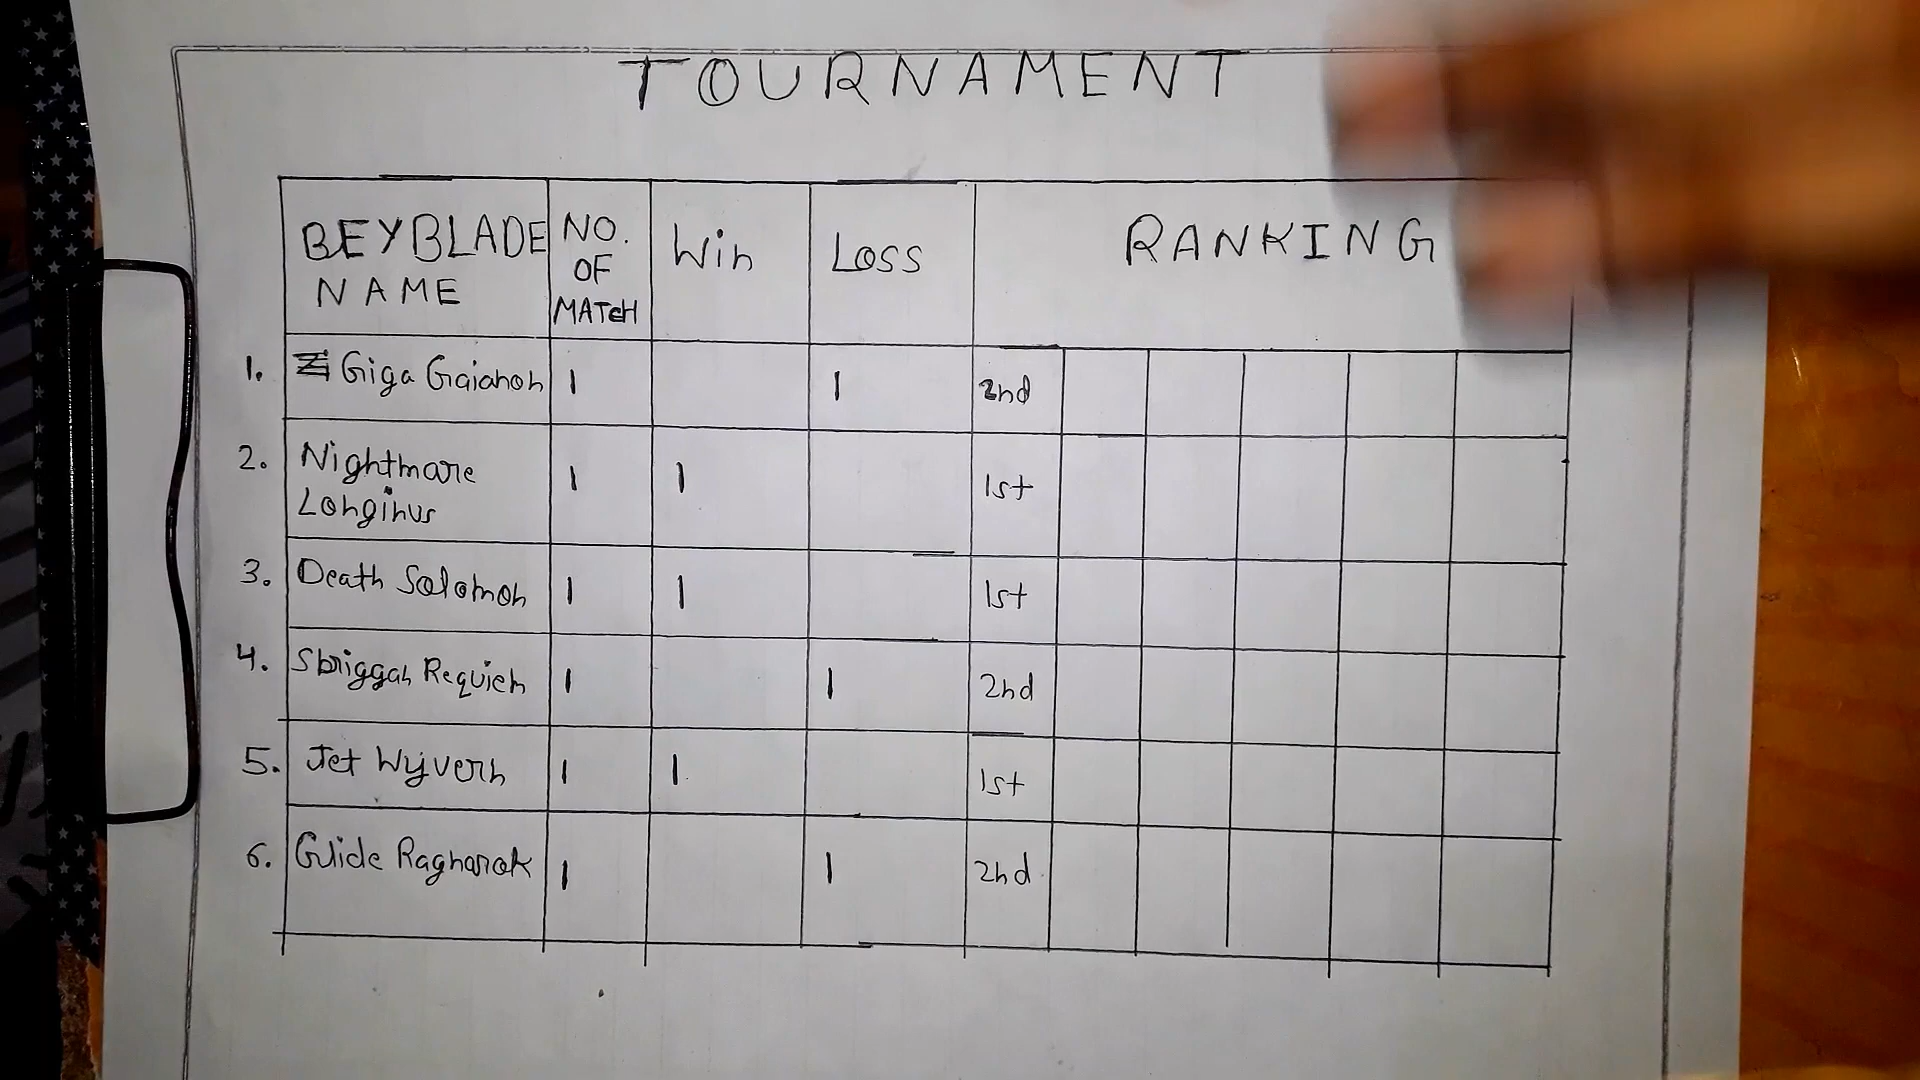 TOURNAMENT
BEYBLADE NAME NO. OF MATCH Win Loss RANKING
1. Giga Gaianon 1 1 2nd
2. Nightmare Longinus 1 1 1st
3. Death Solomon 1 1 1st
4. Sbriggan Requiem 1 1 2nd
5. Jet Wyvern 1 1 1st
6. Guide Ragnarok 1 1 2nd